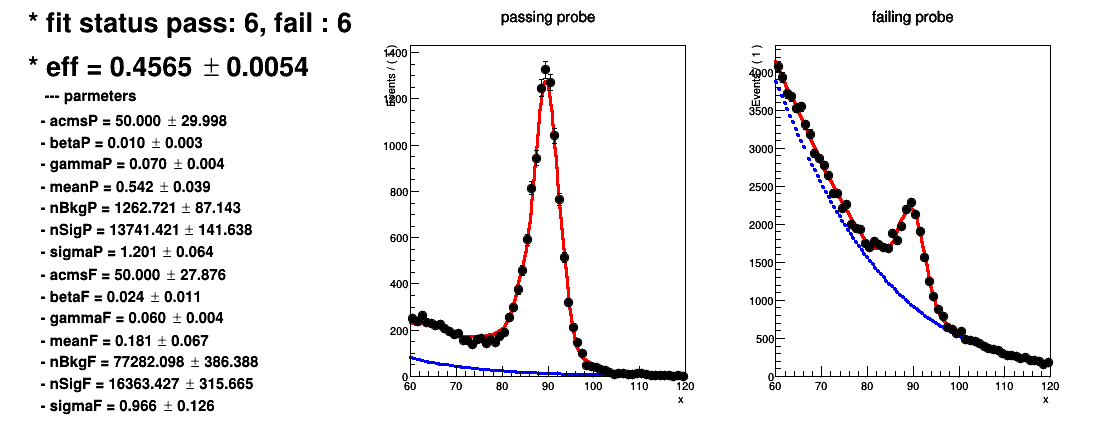 * fit status pass: 6, fail : 6
* eff = 0.4565 ± 0.0054
--- parmeters
- acmsP = 50.000 ± 29.998
- betaP = 0.010 ± 0.003
- gammaP = 0.070 ± 0.004
- meanP = 0.542 ± 0.039
- nBkgP = 1262.721 ± 87.143
- nSigP = 13741.421 ± 141.638
- sigmaP = 1.201 ± 0.064
- acmsF = 50.000 ± 27.876
- betaF = 0.024 ± 0.011
- gammaF = 0.060 ± 0.004
- meanF = 0.181 ± 0.067
- nBkgF = 77282.098 ± 386.388
- nSigF = 16363.427 ± 315.665
- sigmaF = 0.966 ± 0.126
passing probe
Events / ( )
1400
1200
1000
800
600
400
200
0
60 70 80 90 100 110 120
x
failing probe
Events / ( 1 )
4000
3500
3000
2500
2000
1500
1000
500
0
60 70 80 90 100 110 120
x